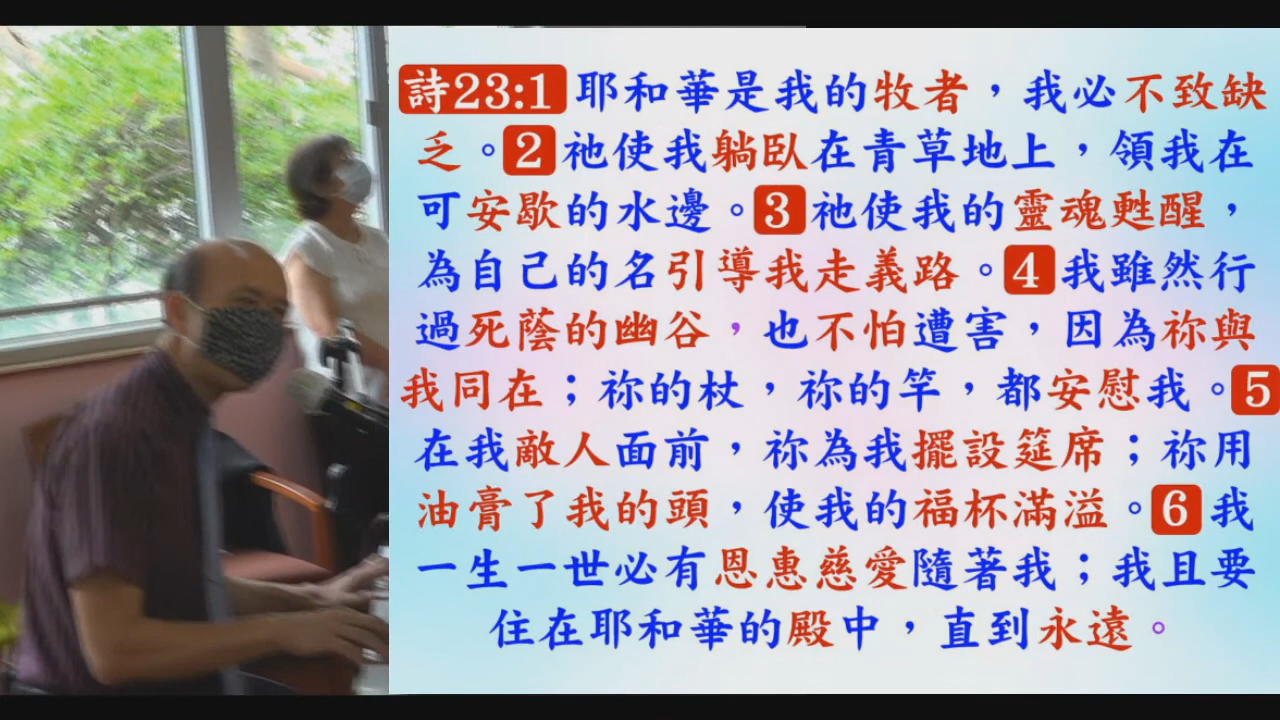 詩23:1 耶和華是我的牧者，我必不致缺
乏。2 祂使我躺臥在青草地上，領我在
可安歇的水邊。3 祂使我的靈魂甦醒，
為自己的名引導我走義路。4 我雖然行
過死蔭的幽谷，也不怕遭害，因為祢與
我同在；祢的杖，祢的竿，都安慰我。5
在我敵人面前，祢為我擺設筵席；祢用
油膏了我的頭，使我的福杯滿溢。6 我
一生一世必有恩惠慈愛隨著我；我且要
住在耶和華的殿中，直到永遠。